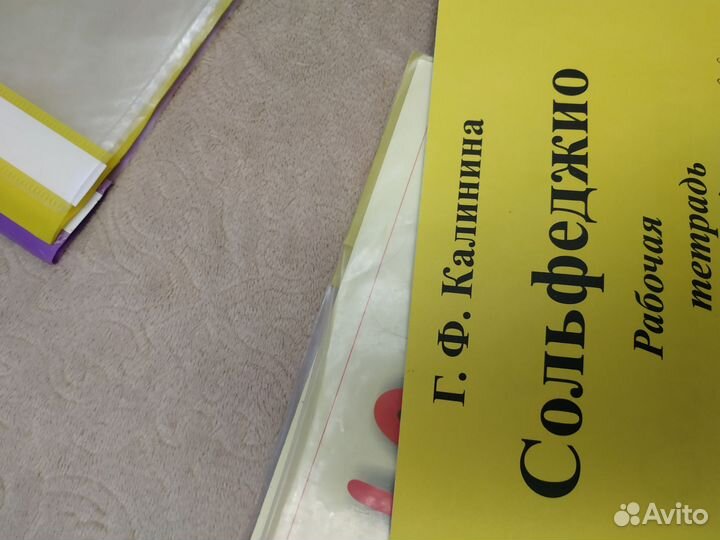 Г. Ф. Калинина
Сольфеджио
Рабочая
тетрадь
Avito